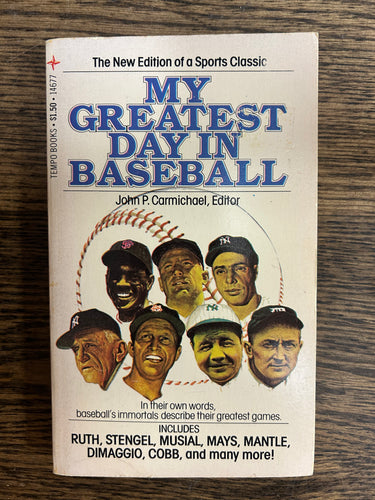 The New Edition of a Sports Classic
TEMPO BOOKS • $1.50 • 14677
MY
GREATEST
DAY IN
BASEBALL
John P. Carmichael, Editor
In their own words,
baseball's immortals describe their greatest games.
INCLUDES
RUTH, STENGEL, MUSIAL, MAYS, MANTLE,
DIMAGGIO, COBB, and many more!